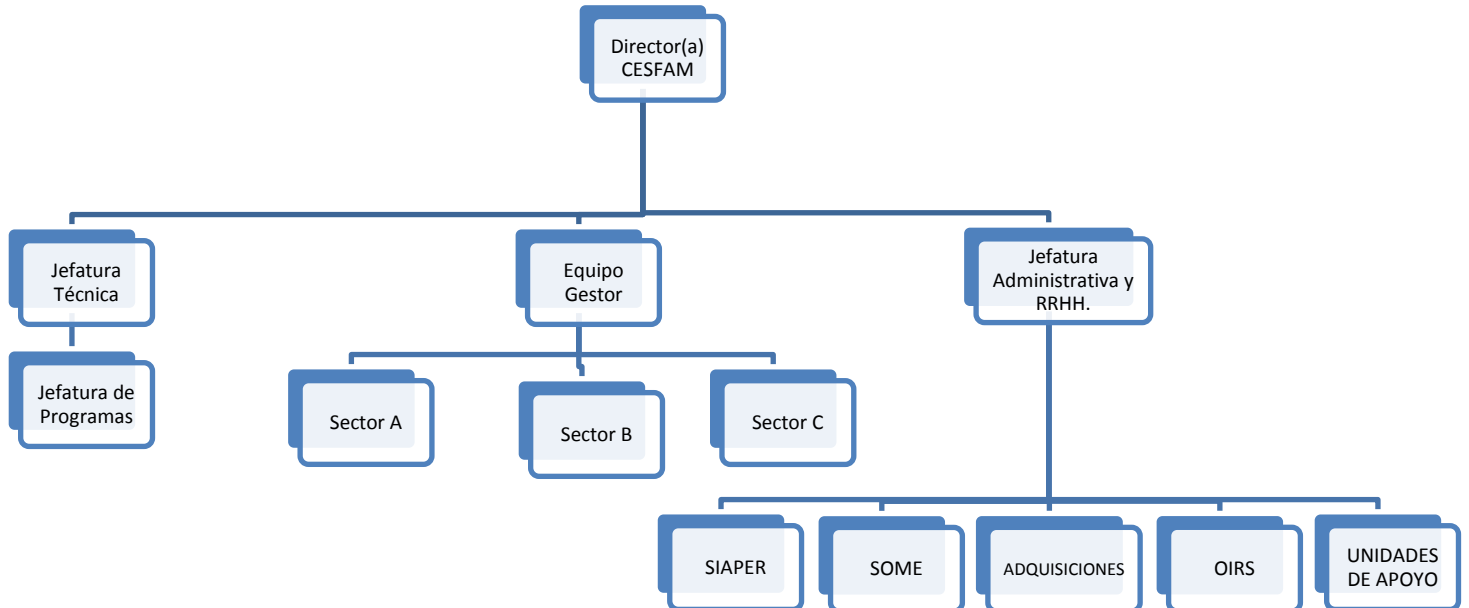 Director(a)
CESFAM
Jefatura
Técnica
Equipo
Gestor
Jefatura
Administrativa y
RRHH.
Jefatura de
Programas
Sector A
Sector B
Sector C
SIAPER
SOME
ADQUISICIONES
OIRS
UNIDADES
DE APOYO